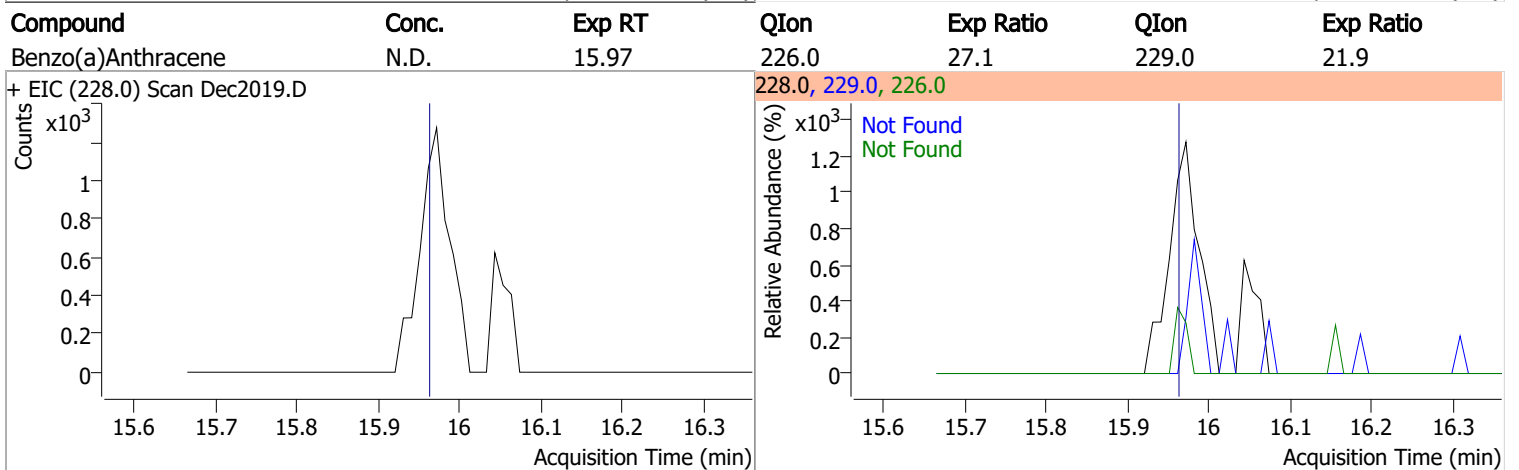 Compound Conc. Exp RT QIon Exp Ratio QIon Exp Ratio
Benzo(a)Anthracene N.D. 15.97 226.0 27.1 229.0 21.9
+ EIC (228.0) Scan Dec2019.D
Counts
x10³
1
0.8
0.6
0.4
0.2
0
15.6 15.7 15.8 15.9 16 16.1 16.2 16.3
Acquisition Time (min)
228.0, 229.0, 226.0
Relative Abundance (%)
x10³
Not Found
Not Found
1.2
1
0.8
0.6
0.4
0.2
0
15.6 15.7 15.8 15.9 16 16.1 16.2 16.3
Acquisition Time (min)